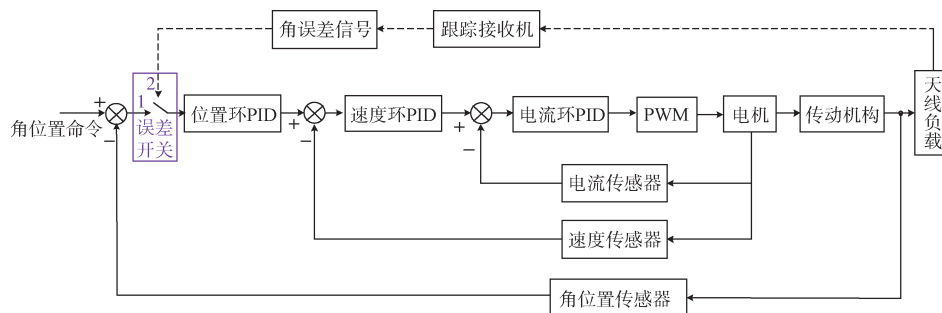 角误差信号
跟踪接收机
天线负载
2
1
误差
开关
+
角位置命令
−
位置环PID
+
−
速度环PID
+
−
电流环PID
PWM
电机
传动机构
电流传感器
速度传感器
角位置传感器